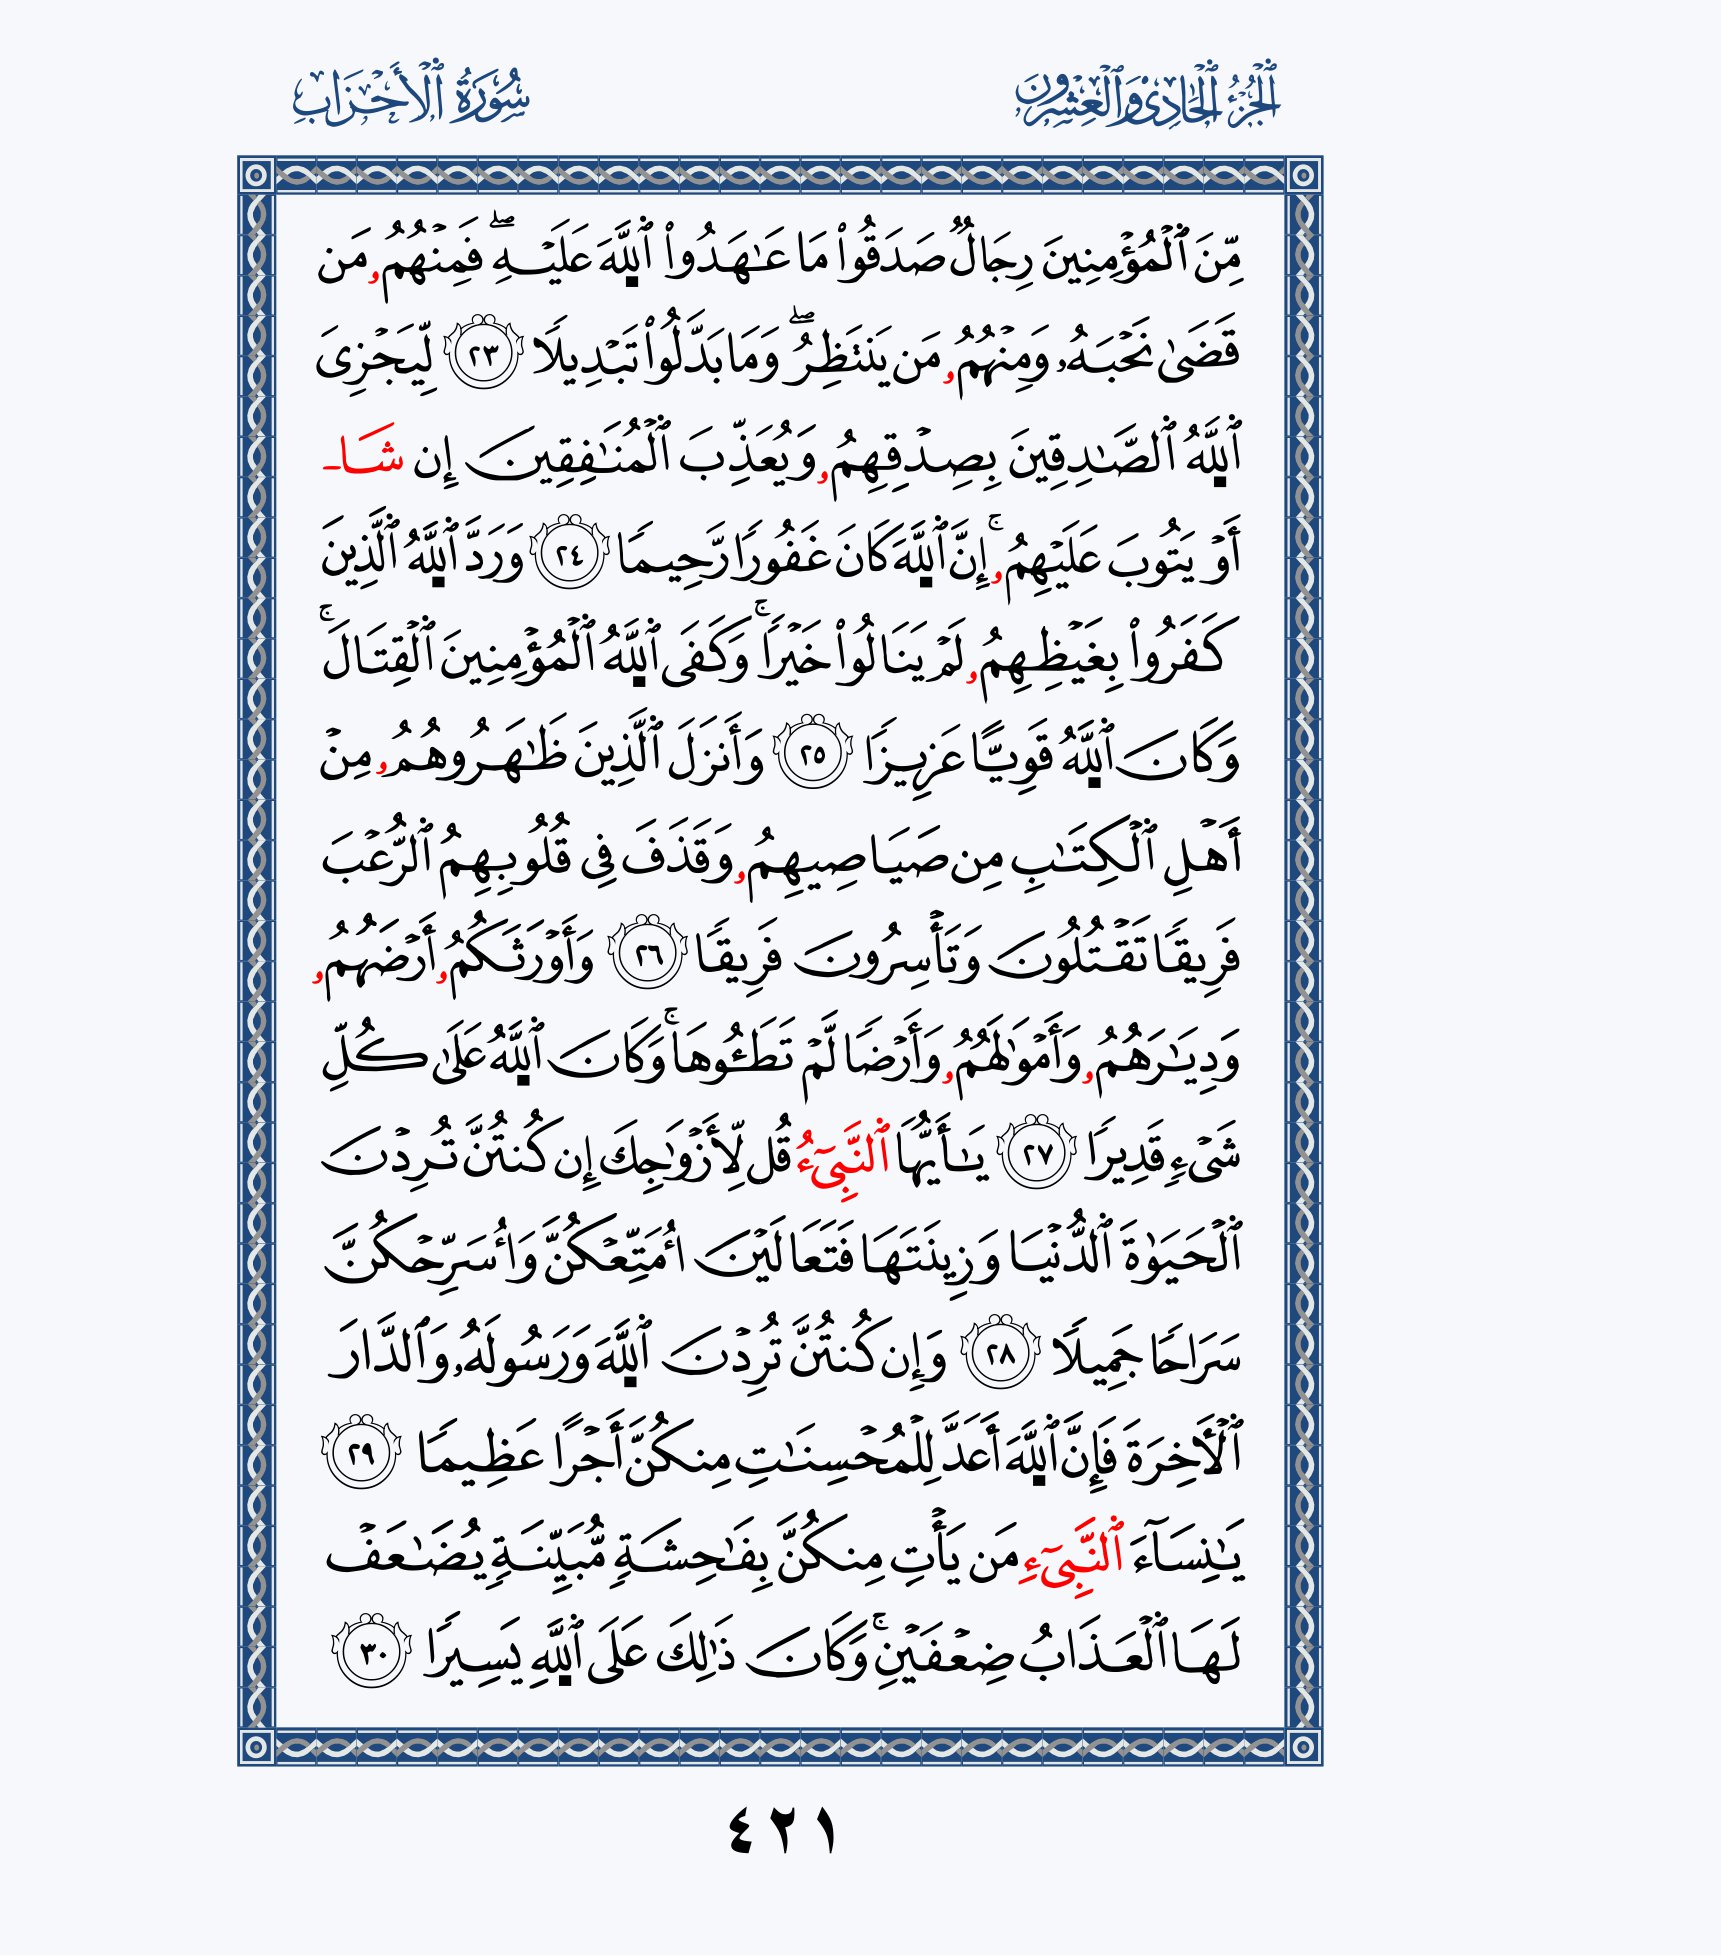 ٱلْجُزْءُ ٱلْحَادِىْ وَٱلْعِشْرُونَ
سُورَةُ ٱلْأَحْزَابِ
مِّنَ ٱلْمُؤْمِنِينَ رِجَالٌ صَدَقُوا۟ مَا عَٰهَدُوا۟ ٱللَّهَ عَلَيْهِ ۖ فَمِنْهُمُۥ مَن
قَضَىٰ نَحْبَهُۥ وَمِنْهُمُۥ مَن يَنتَظِرُ ۖ وَمَا بَدَّلُوا۟ تَبْدِيلًا ٢٣ لِّيَجْزِىَ
ٱللَّهُ ٱلصَّٰدِقِينَ بِصِدْقِهِمُۥ وَيُعَذِّبَ ٱلْمُنَٰفِقِينَ إِن شَاـ
أَوْ يَتُوبَ عَلَيْهِمُۥ ۚ إِنَّ ٱللَّهَ كَانَ غَفُورًا رَّحِيمًا ٢٤ وَرَدَّ ٱللَّهُ ٱلَّذِينَ
كَفَرُوا۟ بِغَيْظِهِمُۥ لَمْ يَنَالُوا۟ خَيْرًا ۚ وَكَفَى ٱللَّهُ ٱلْمُؤْمِنِينَ ٱلْقِتَالَ ۚ
وَكَانَ ٱللَّهُ قَوِيًّا عَزِيزًا ٢٥ وَأَنزَلَ ٱلَّذِينَ ظَٰهَرُوهُمُۥ مِنْ
أَهْلِ ٱلْكِتَٰبِ مِن صَيَاصِيهِمُۥ وَقَذَفَ فِى قُلُوبِهِمُ ٱلرُّعْبَ
فَرِيقًا تَقْتُلُونَ وَتَأْسِرُونَ فَرِيقًا ٢٦ وَأَوْرَثَكُمُۥ أَرْضَهُمُۥ
وَدِيَٰرَهُمُۥ وَأَمْوَٰلَهُمُۥ وَأَرْضًا لَّمْ تَطَـُٔوهَا ۚ وَكَانَ ٱللَّهُ عَلَىٰ كُلِّ
شَىْءٍ قَدِيرًا ٢٧ يَٰأَيُّهَا ٱلنَّبِىٓءُ قُل لِّأَزْوَٰجِكَ إِن كُنتُنَّ تُرِدْنَ
ٱلْحَيَوٰةَ ٱلدُّنْيَا وَزِينَتَهَا فَتَعَالَيْنَ اُمَتِّعْكُنَّ وَاُسَرِّحْكُنَّ
سَرَاحًا جَمِيلًا ٢٨ وَإِن كُنتُنَّ تُرِدْنَ ٱللَّهَ وَرَسُولَهُۥ وَٱلدَّارَ
ٱلْأَخِرَةَ فَإِنَّ ٱللَّهَ أَعَدَّ لِلْمُحْسِنَٰتِ مِنكُنَّ أَجْرًا عَظِيمًا ٢٩
يَٰنِسَآءَ ٱلنَّبِىٓءِ مَن يَأْتِ مِنكُنَّ بِفَٰحِشَةٍ مُّبَيِّنَةٍ يُضَٰعَفْ
لَهَا ٱلْعَذَابُ ضِعْفَيْنِ ۚ وَكَانَ ذَٰلِكَ عَلَى ٱللَّهِ يَسِيرًا ٣٠
٤٢١